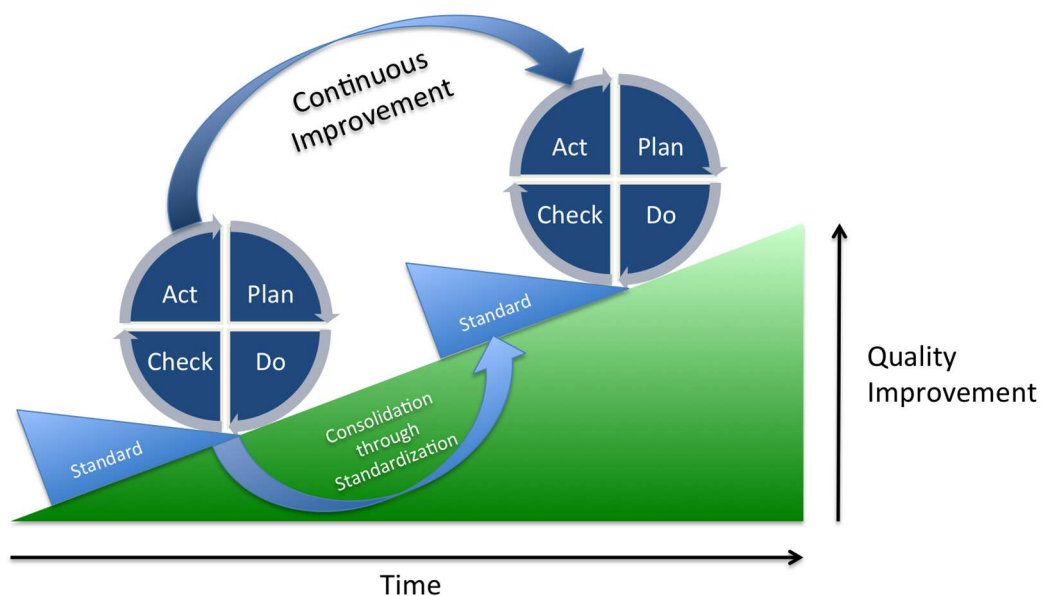 Continuous
Improvement
Act
Plan
Check
Do
Act
Plan
Check
Do
Standard
Standard
Consolidation
through
Standardization
Quality
Improvement
Time